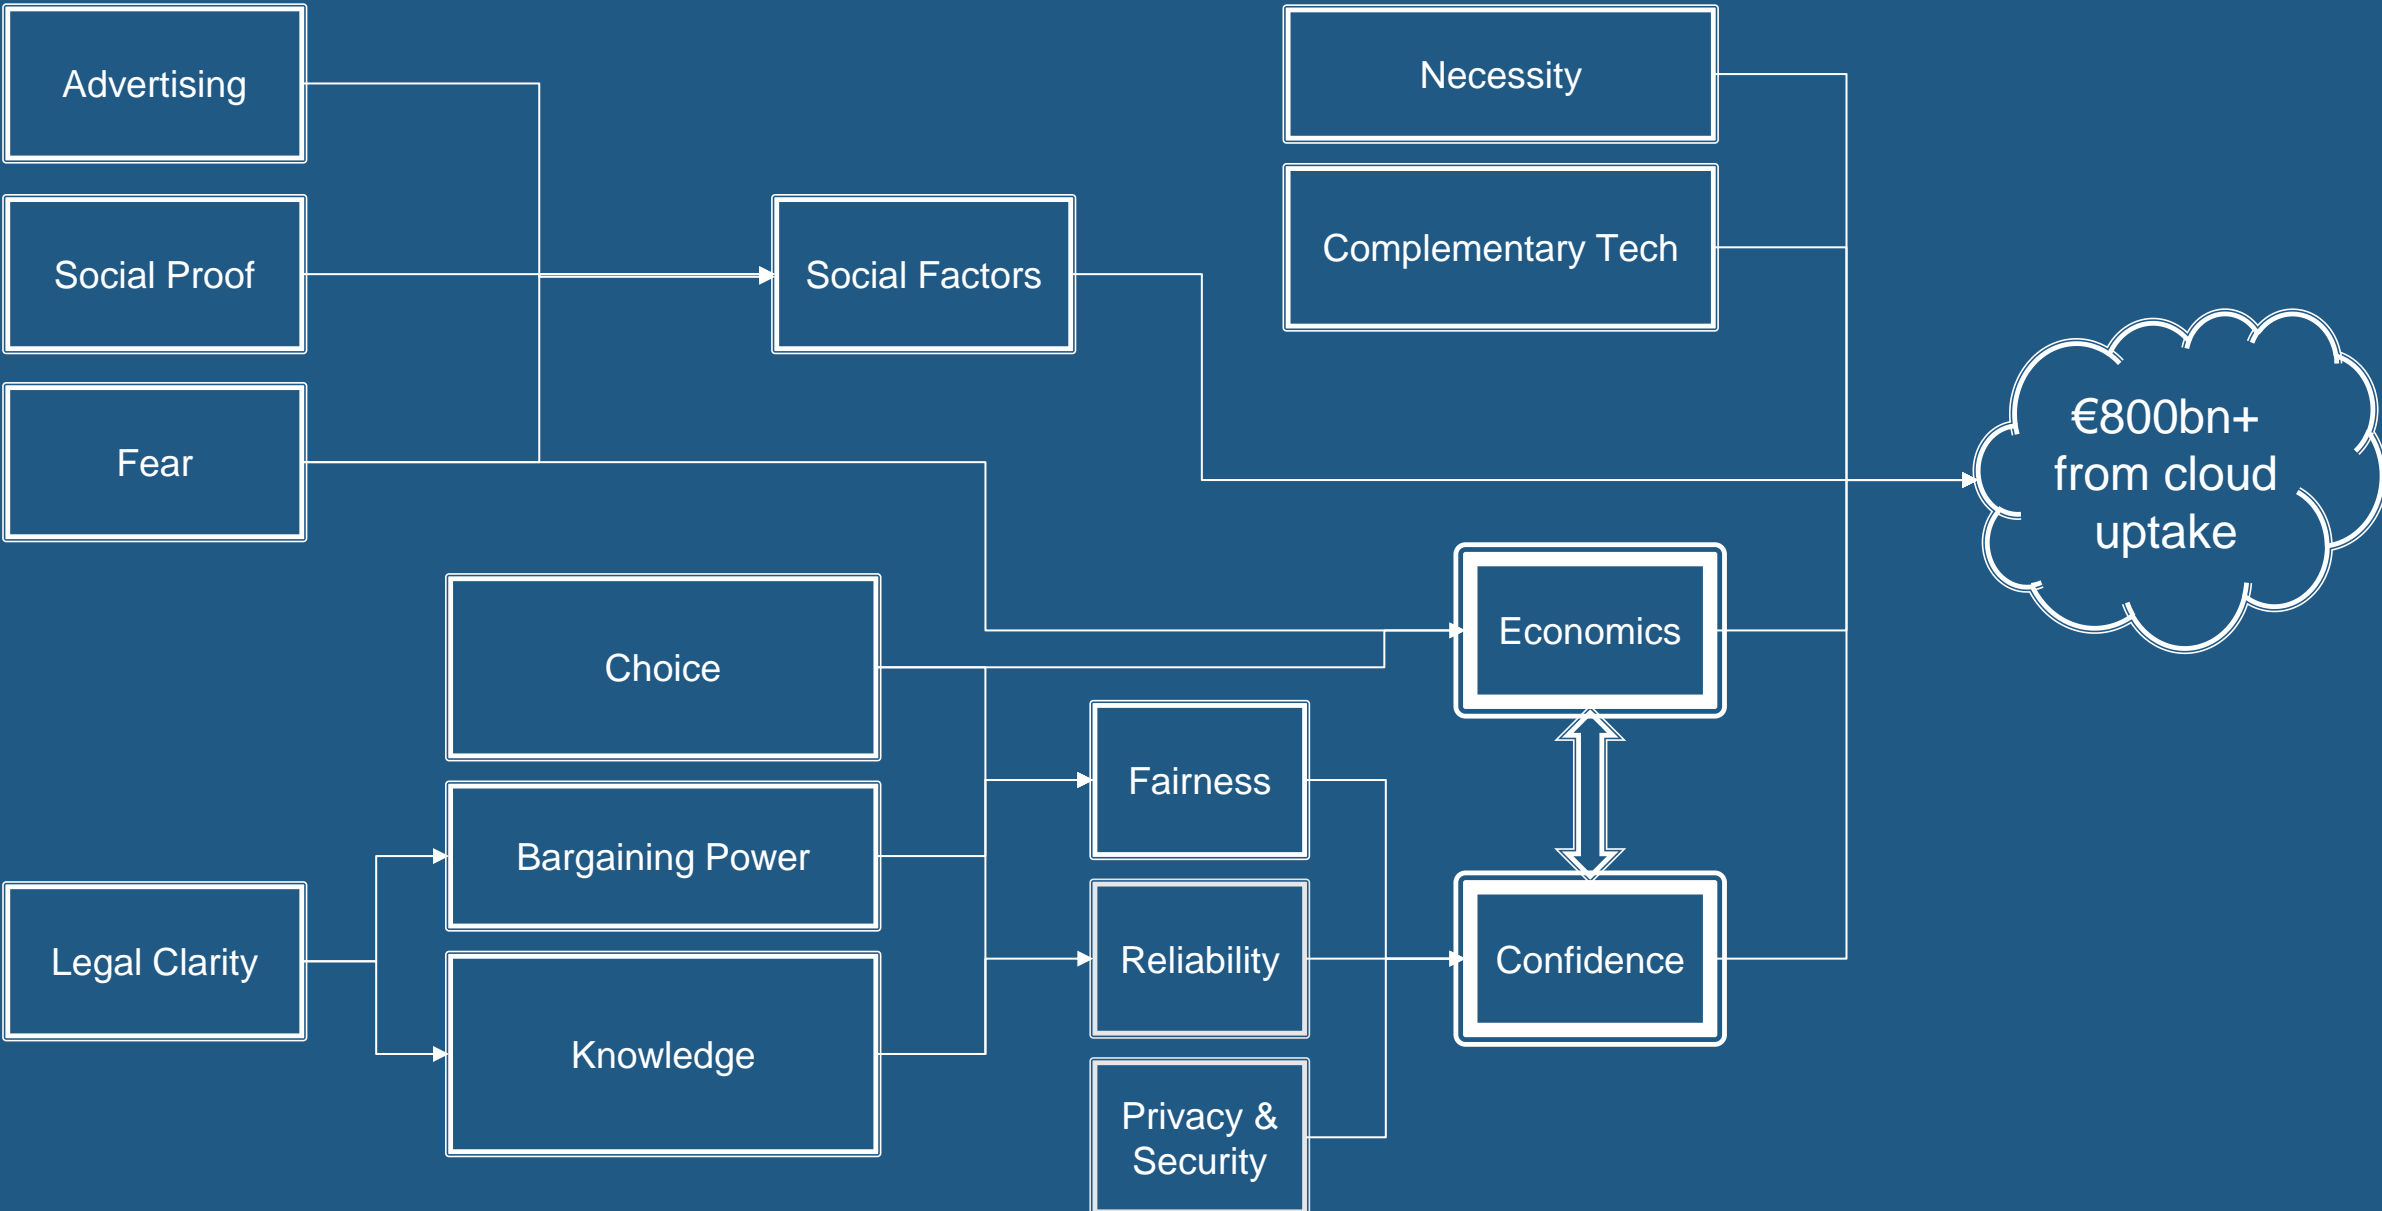 Advertising
Necessity
Social Proof
Social Factors
Complementary Tech
Fear
€800bn+
from cloud
uptake
Choice
Economics
Fairness
Bargaining Power
Legal Clarity
Reliability
Confidence
Knowledge
Privacy &
Security